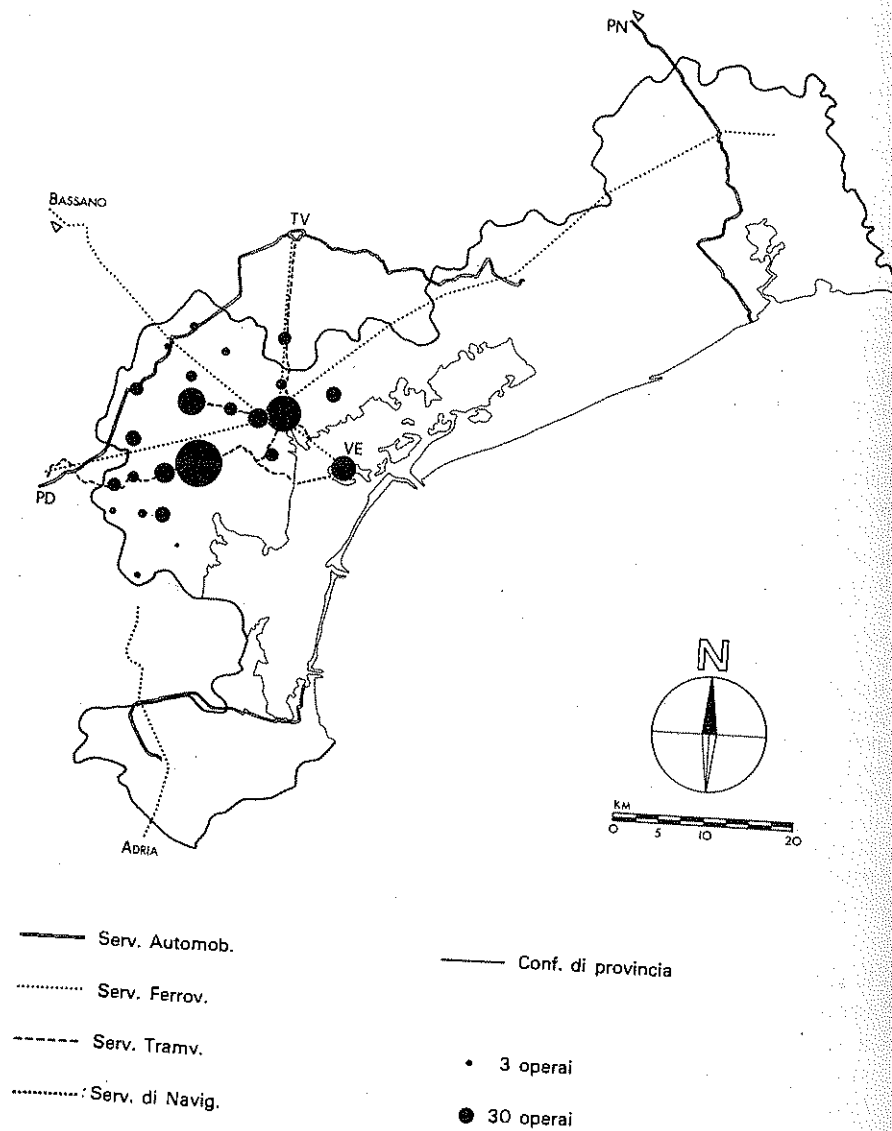 PN
BASSANO
TV
VE
PD
N
KM
0 5 10 20
ADRIA
Serv. Automob.
Conf. di provincia
Serv. Ferrov.
Serv. Tramv.
3 operai
Serv. di Navig.
30 operai